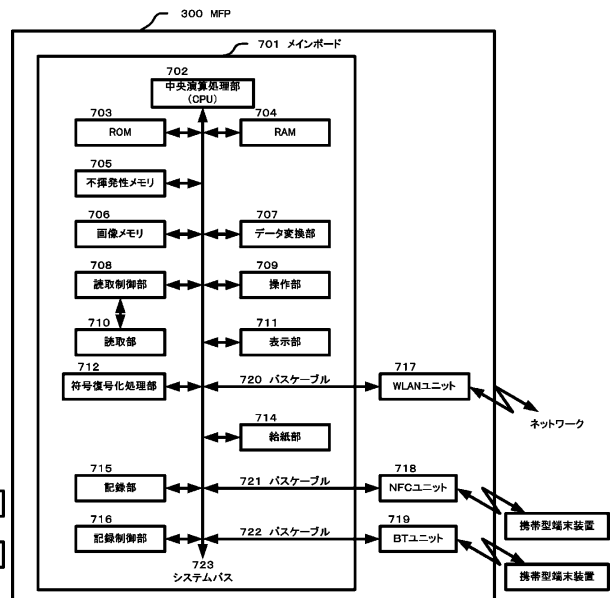 300 MFP
701 メインボード
702
中央演算処理部
(CPU)
703
ROM
704
RAM
705
不揮発性メモリ
706
画像メモリ
707
データ変換部
708
読取制御部
709
操作部
710
読取部
711
表示部
712
符号復号化処理部
720 バスケーブル
717
WLANユニット
ネットワーク
714
給紙部
715
記録部
721 バスケーブル
718
NFCユニット
携帯型端末装置
716
記録制御部
722 バスケーブル
719
BTユニット
携帯型端末装置
723
システムバス